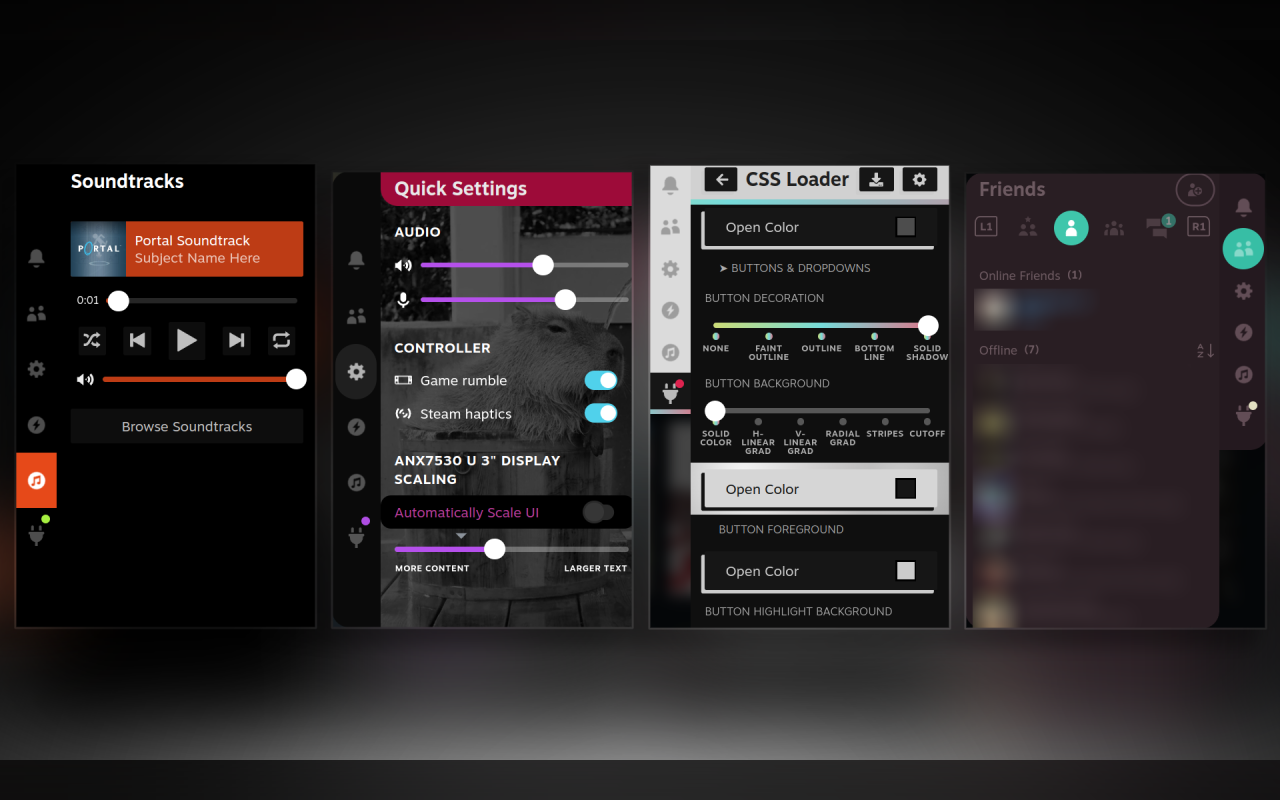 Soundtracks
PORTAL
Portal Soundtrack
Subject Name Here
0:01
Browse Soundtracks
Quick Settings
AUDIO
CONTROLLER
Game rumble
Steam haptics
ANX7530 U 3" DISPLAY
SCALING
Automatically Scale UI
MORE CONTENT
LARGER TEXT
CSS Loader
Open Color
➤ BUTTONS & DROPDOWNS
BUTTON DECORATION
NONE
FAINT
OUTLINE
OUTLINE
BOTTOM
LINE
SOLID
SHADOW
BUTTON BACKGROUND
SOLID
COLOR
H-
LINEAR
GRAD
V-
LINEAR
GRAD
RADIAL
GRAD
STRIPES
CUTOFF
Open Color
BUTTON FOREGROUND
Open Color
BUTTON HIGHLIGHT BACKGROUND
Friends
L1
1
R1
Online Friends (1)
Offline (7)
A
Z